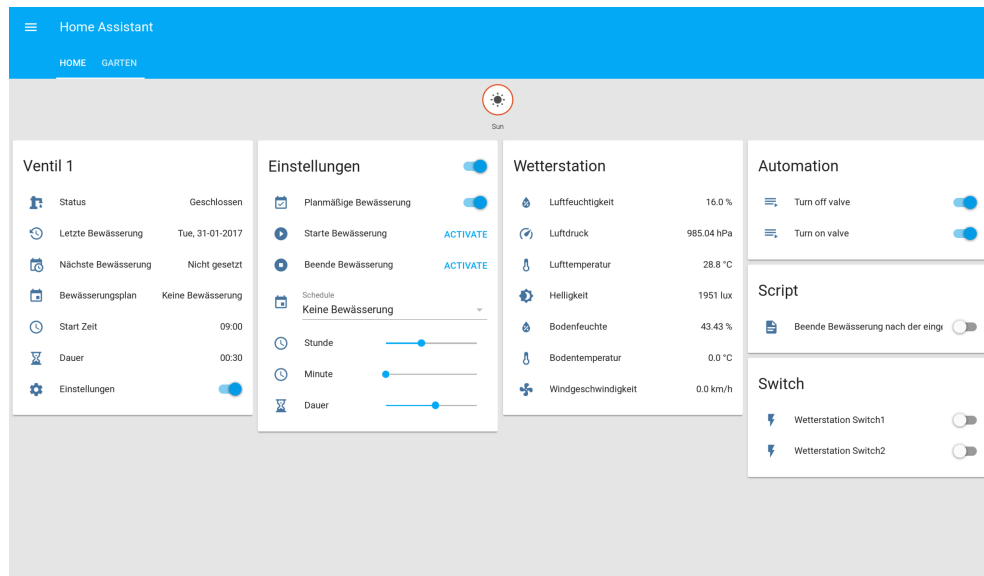 Home Assistant
HOME GARTEN
Sun
Ventil 1
Status Geschlossen
Letzte Bewässerung Tue, 31-01-2017
Nächste Bewässerung Nicht gesetzt
Bewässerungsplan Keine Bewässerung
Start Zeit 09:00
Dauer 00:30
Einstellungen
Einstellungen
Planmäßige Bewässerung
Starte Bewässerung ACTIVATE
Beende Bewässerung ACTIVATE
Schedule
Keine Bewässerung
Stunde
Minute
Dauer
Wetterstation
Luftfeuchtigkeit 16.0 %
Luftdruck 985.04 hPa
Lufttemperatur 28.8 °C
Helligkeit 1951 lux
Bodenfeuchte 43.43 %
Bodentemperatur 0.0 °C
Windgeschwindigkeit 0.0 km/h
Automation
Turn off valve
Turn on valve
Script
Beende Bewässerung nach der einge
Switch
Wetterstation Switch1
Wetterstation Switch2